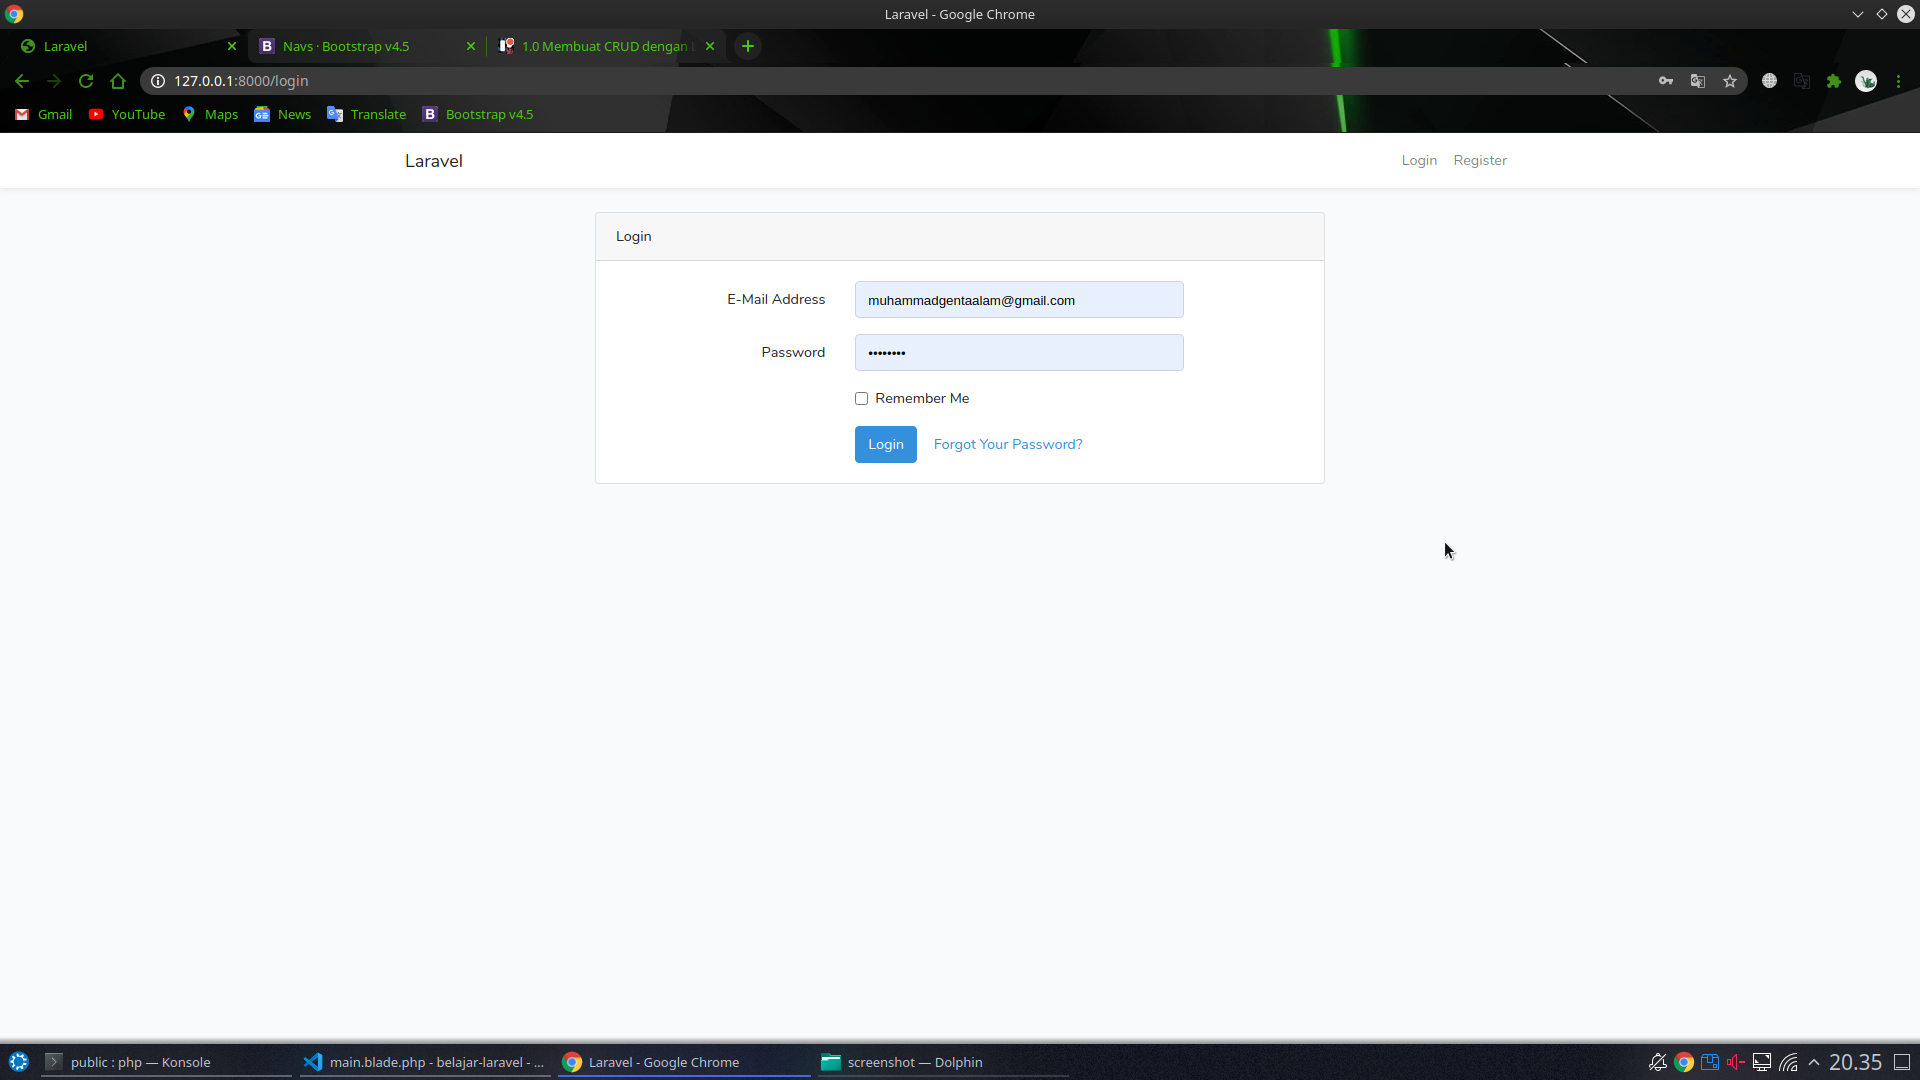 Laravel - Google Chrome
Laravel
Navs · Bootstrap v4.5
1.0 Membuat CRUD dengan
127.0.0.1:8000/login
Gmail
YouTube
Maps
News
Translate
Bootstrap v4.5
Laravel
Login
Register
Login
E-Mail Address
muhammadgentaalam@gmail.com
Password
••••••••
Remember Me
Login
Forgot Your Password?
public : php — Konsole
main.blade.php - belajar-laravel - ...
Laravel - Google Chrome
screenshot — Dolphin
20.35